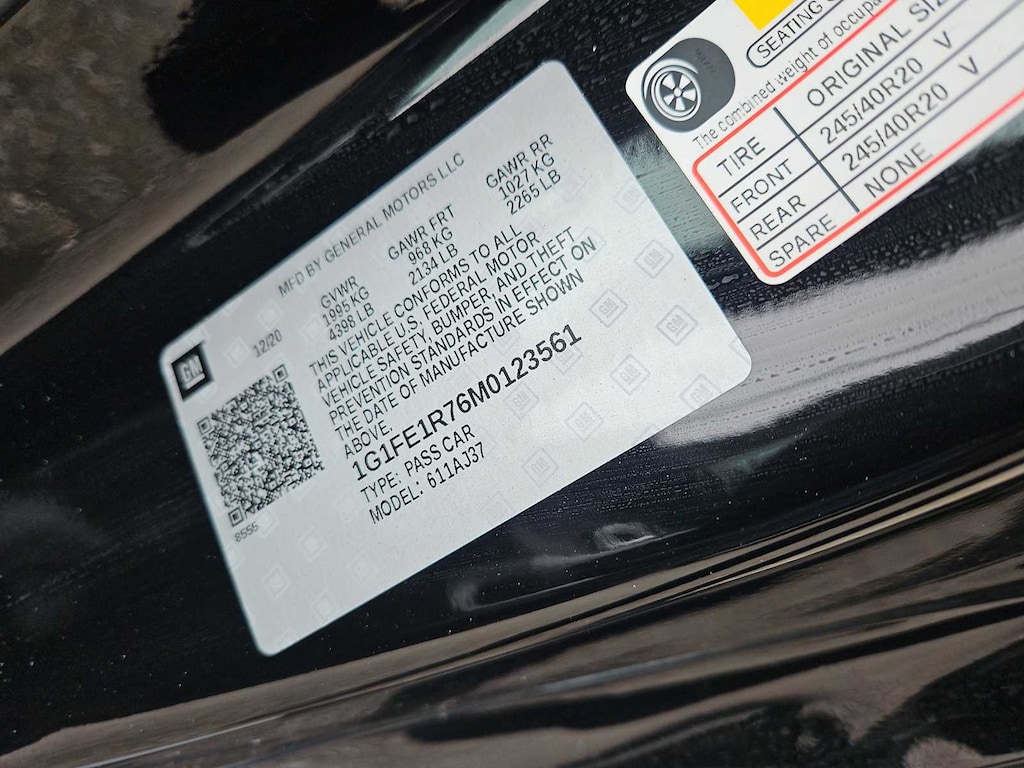 MFD BY GENERAL MOTORS LLC
12/20
GVWR GAWR FRT GAWR RR
1995 KG 968 KG 1027 KG
4398 LB 2134 LB 2265 LB
THIS VEHICLE CONFORMS TO ALL
APPLICABLE U.S. FEDERAL MOTOR
VEHICLE SAFETY, BUMPER, AND THEFT
PREVENTION STANDARDS IN EFFECT ON
THE DATE OF MANUFACTURE SHOWN
ABOVE.
1G1FE1R76M0123561
TYPE: PASS CAR
MODEL: 611AJ37
GM
8555
SEATING
The combined weight of
TIRE ORIGINAL
FRONT 245/40R20 V
REAR 245/40R20 V
SPARE NONE